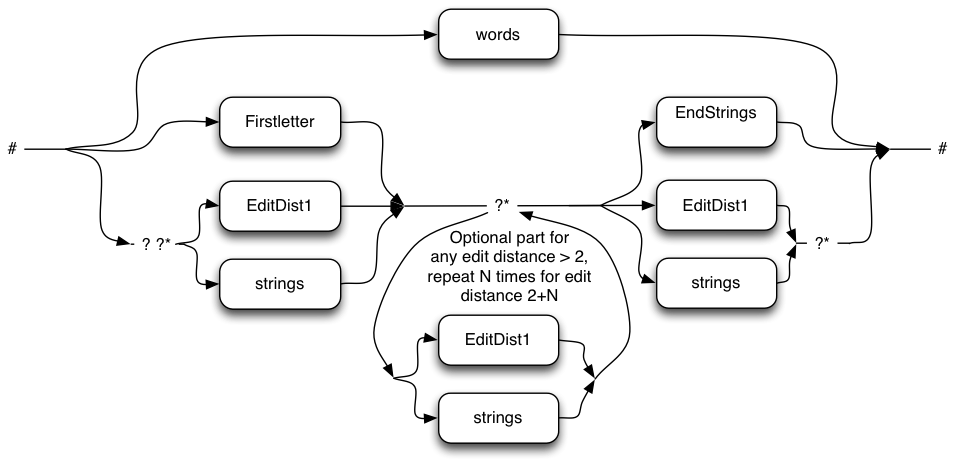 words
Firstletter
EndStrings
#
#
EditDist1
?*
EditDist1
? ?*
?*
Optional part for
any edit distance > 2,
repeat N times for edit
distance 2+N
strings
strings
EditDist1
strings